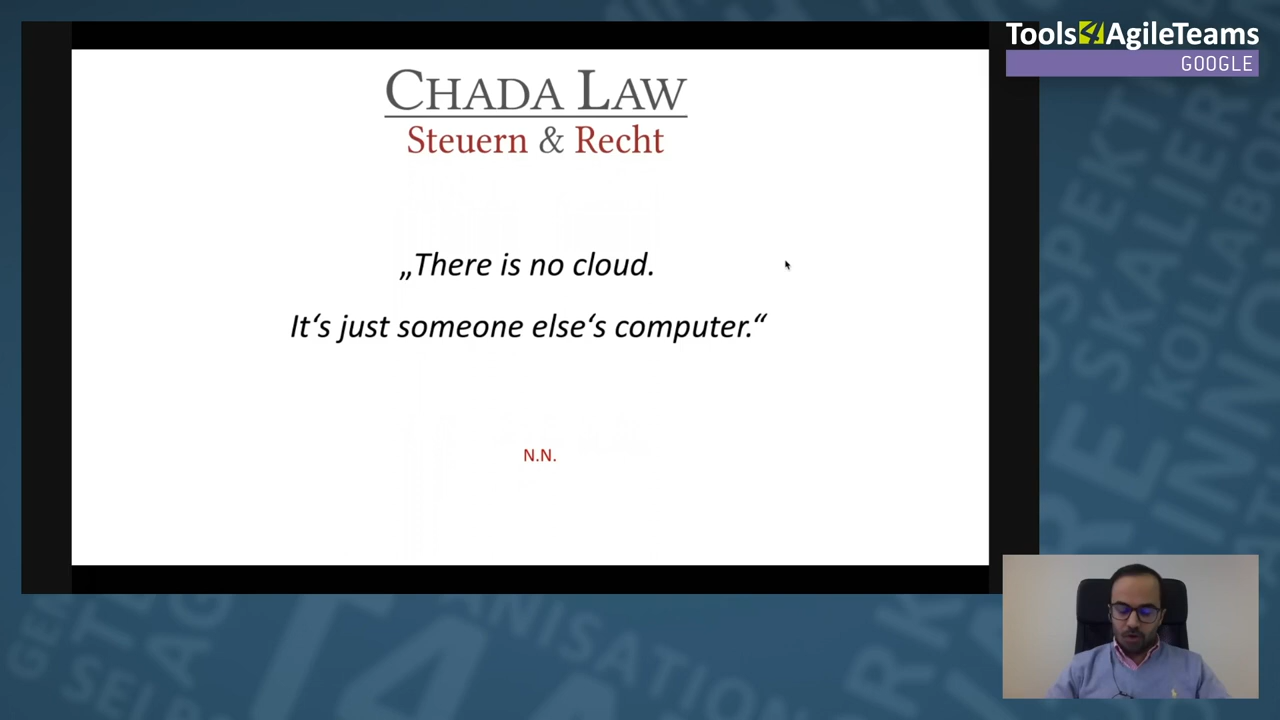 Tools4AgileTeams
GOOGLE
CHADA LAW
Steuern & Recht
„There is no cloud.
It‘s just someone else‘s computer.“
N.N.